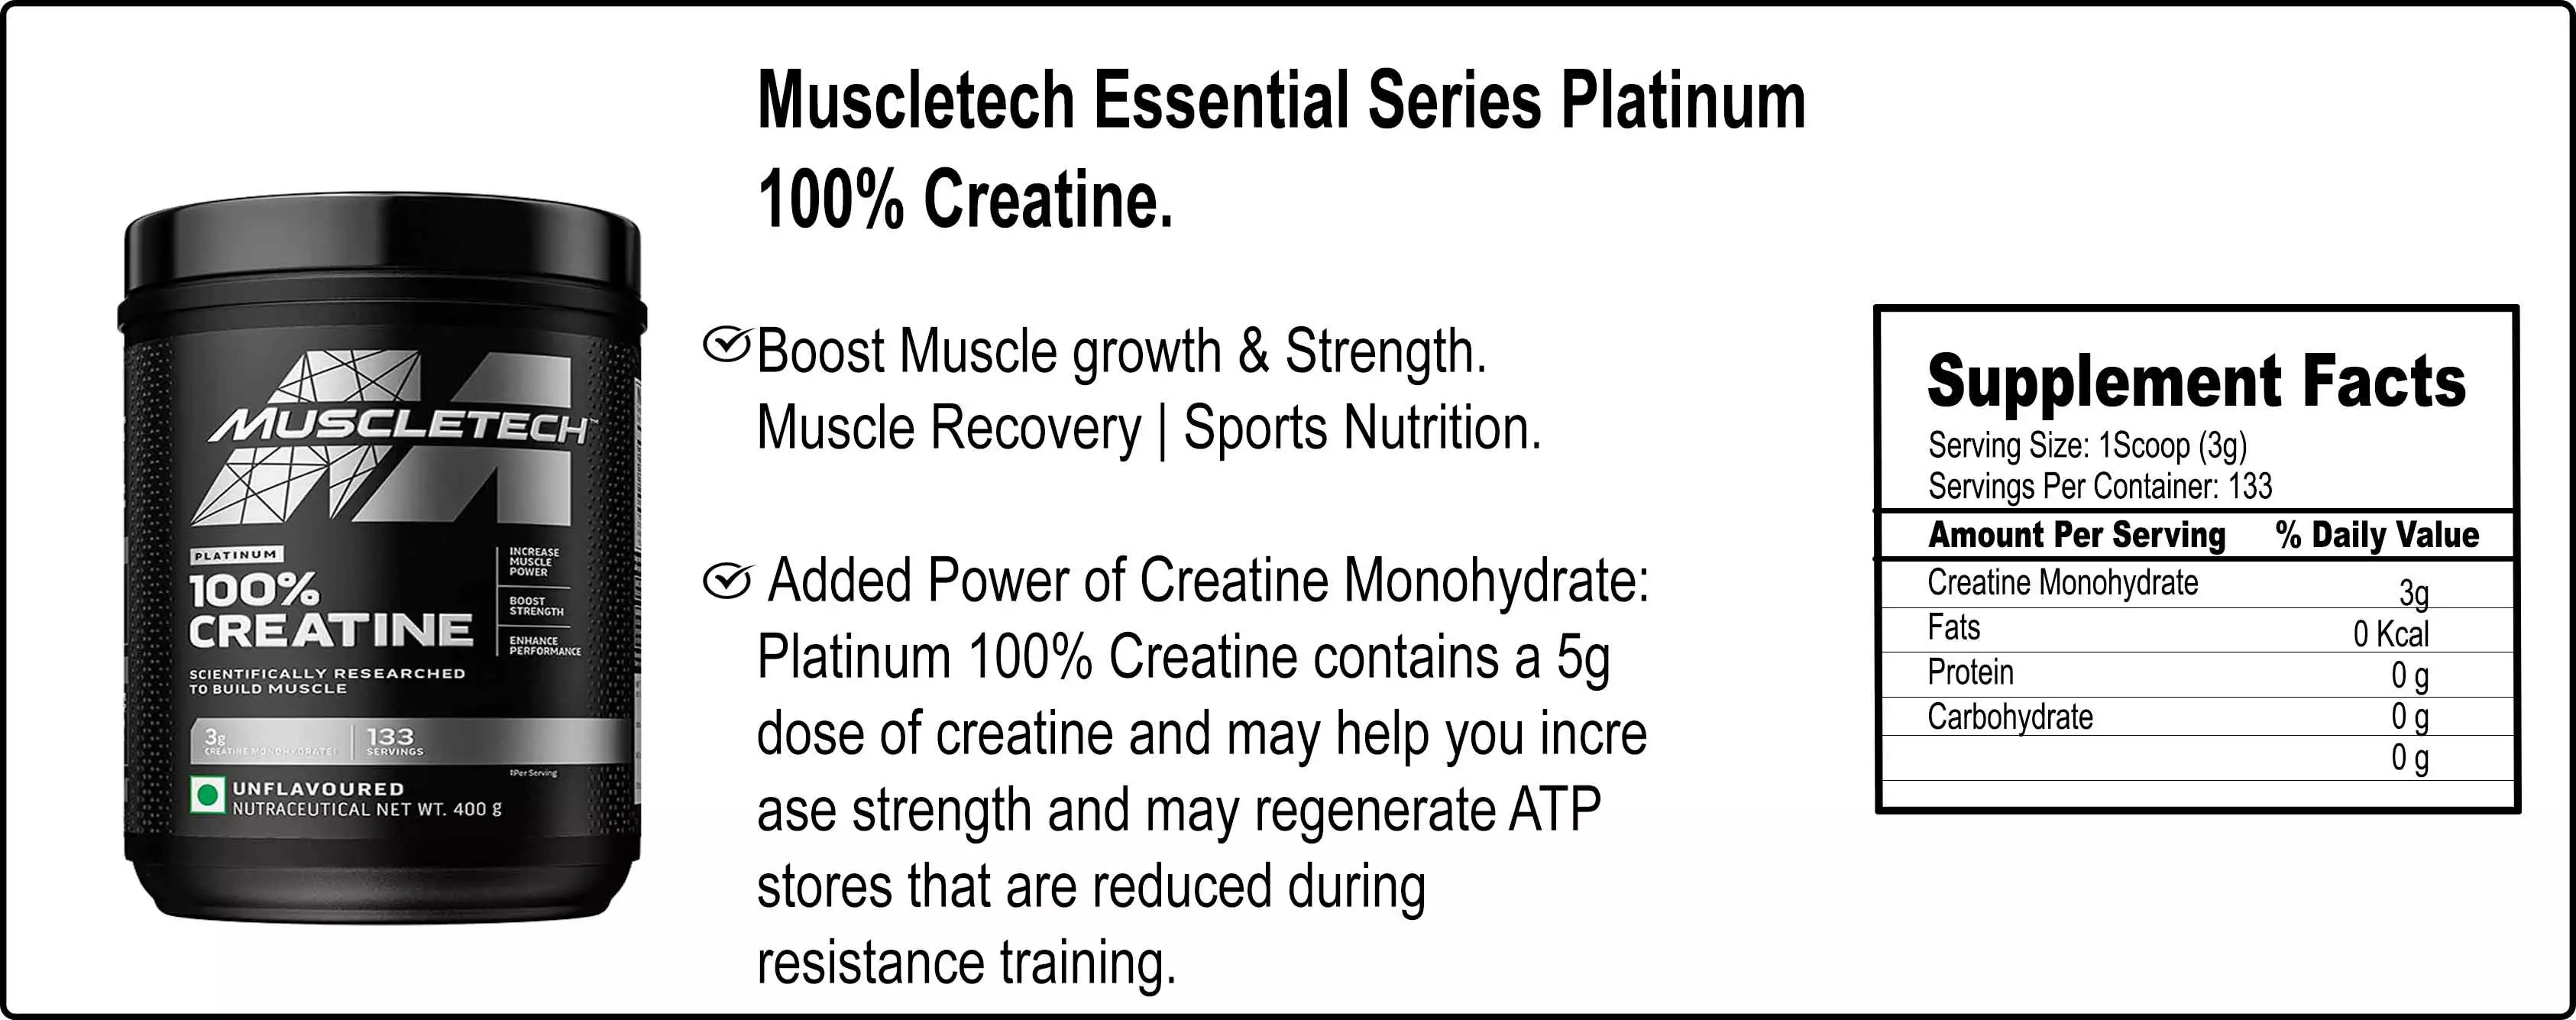 Muscletech Essential Series Platinum
100% Creatine.
Boost Muscle growth & Strength.
Muscle Recovery | Sports Nutrition.
Added Power of Creatine Monohydrate:
Platinum 100% Creatine contains a 5g
dose of creatine and may help you incre
ase strength and may regenerate ATP
stores that are reduced during
resistance training.
MUSCLETECH™
PLATINUM
100%
CREATINE
SCIENTIFICALLY RESEARCHED
TO BUILD MUSCLE
INCREASE
MUSCLE
POWER
BOOST
STRENGTH
ENHANCE
PERFORMANCE
3g
CREATINE MONOHYDRATE‡
133
SERVINGS
‡Per Serving
UNFLAVOURED
NUTRACEUTICAL NET WT. 400 g
Supplement Facts
Serving Size: 1Scoop (3g)
Servings Per Container: 133
Amount Per Serving % Daily Value
Creatine Monohydrate 3g
Fats 0 Kcal
Protein 0 g
Carbohydrate 0 g
0 g